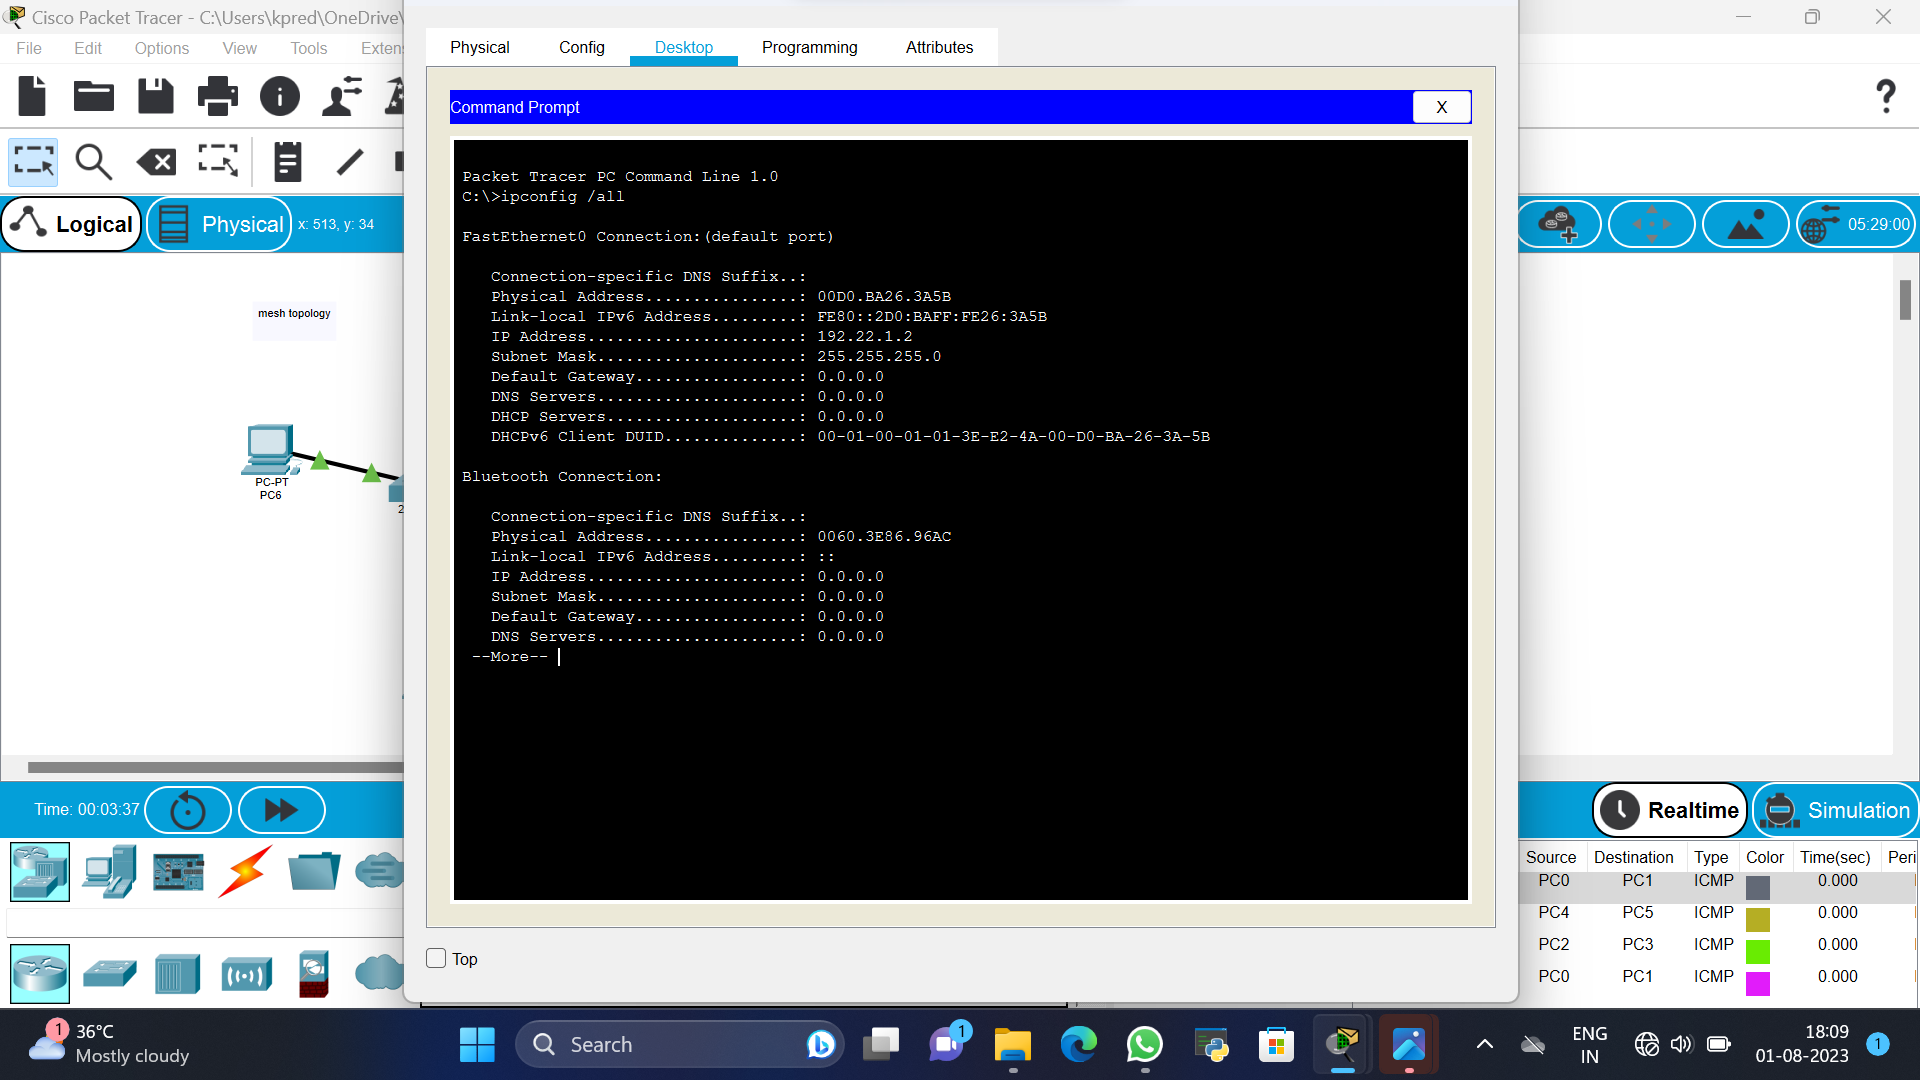 Cisco Packet Tracer - C:\Users\kpred\OneDrive\
File Edit Options View Tools Exten
Physical Config Desktop Programming Attributes
Command Prompt X
Logical Physical x: 513, y: 34
05:29:00
Packet Tracer PC Command Line 1.0
C:\>ipconfig /all
FastEthernet0 Connection:(default port)
Connection-specific DNS Suffix..:
Physical Address................: 00D0.BA26.3A5B
Link-local IPv6 Address.........: FE80::2D0:BAFF:FE26:3A5B
IP Address......................: 192.22.1.2
Subnet Mask.....................: 255.255.255.0
Default Gateway.................: 0.0.0.0
DNS Servers.....................: 0.0.0.0
DHCP Servers....................: 0.0.0.0
DHCPv6 Client DUID..............: 00-01-00-01-01-3E-E2-4A-00-D0-BA-26-3A-5B
Bluetooth Connection:
Connection-specific DNS Suffix..:
Physical Address................: 0060.3E86.96AC
Link-local IPv6 Address.........: ::
IP Address......................: 0.0.0.0
Subnet Mask.....................: 0.0.0.0
Default Gateway.................: 0.0.0.0
DNS Servers.....................: 0.0.0.0
--More--
mesh topology
PC-PT
PC6
2
Time: 00:03:37
Realtime Simulation
Top
Source Destination Type Color Time(sec) Peri
PC0 PC1 ICMP 0.000
PC4 PC5 ICMP 0.000
PC2 PC3 ICMP 0.000
PC0 PC1 ICMP 0.000
1
36°C
Mostly cloudy
Search
1
ENG
IN
18:09
01-08-2023
1